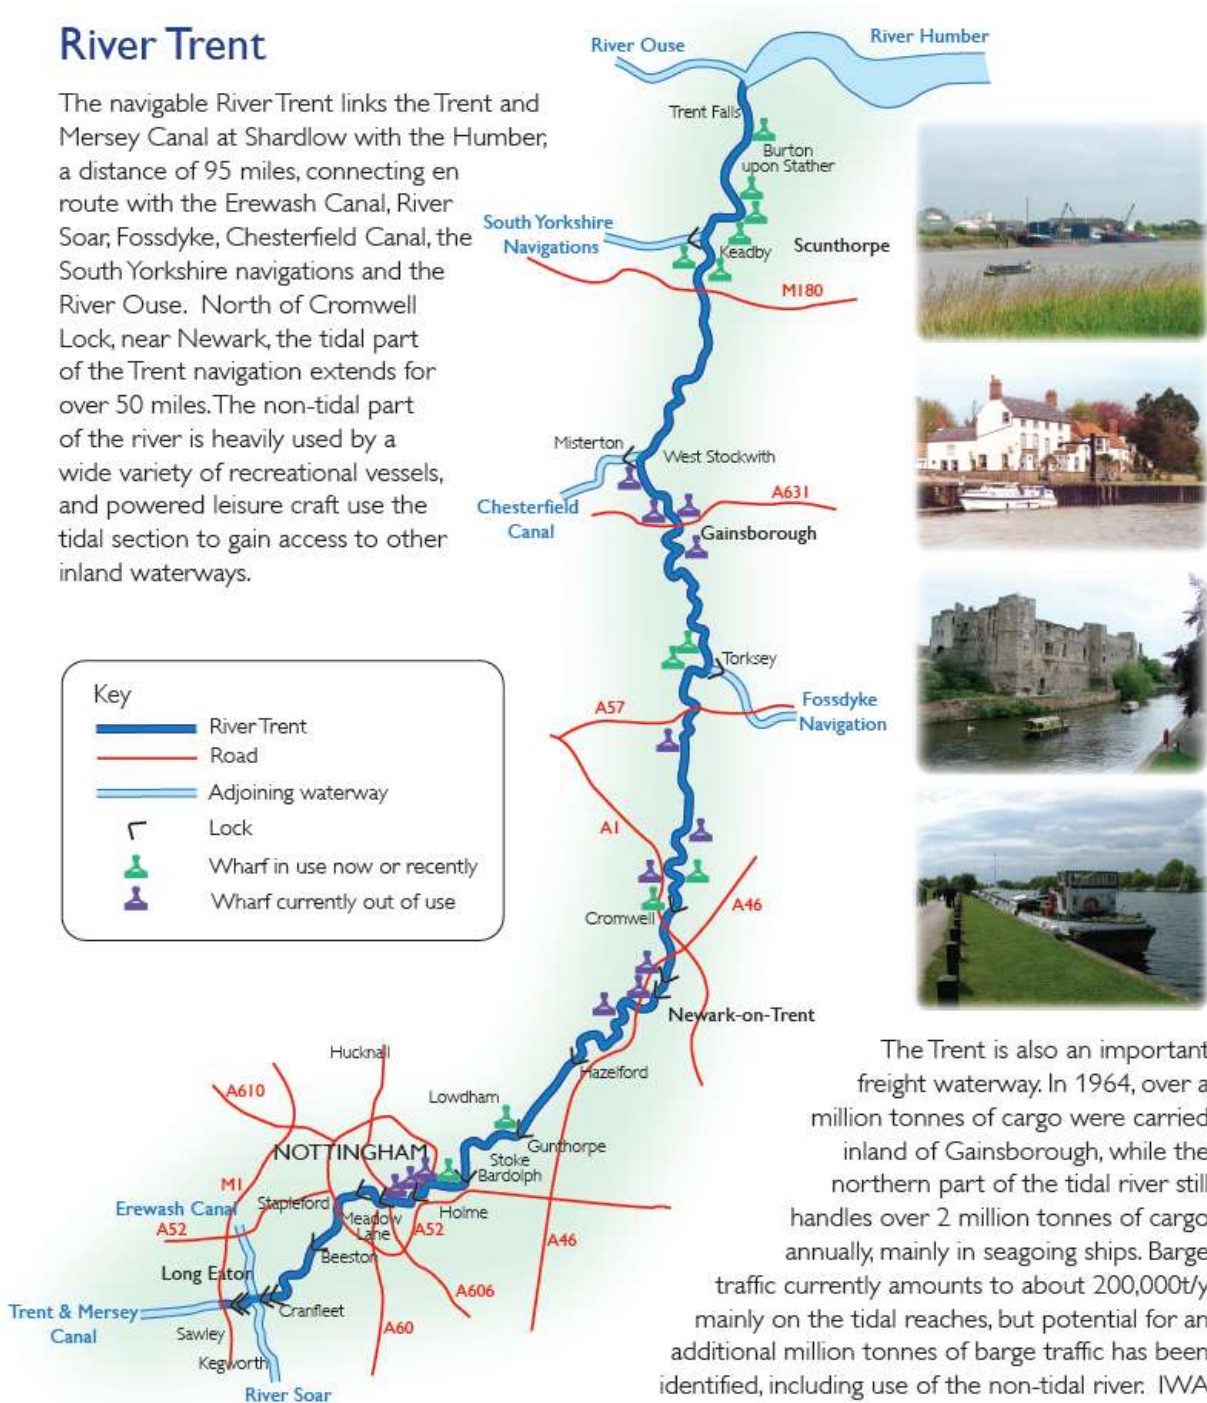 River Trent
The navigable River Trent links the Trent and
Mersey Canal at Shardlow with the Humber,
a distance of 95 miles, connecting en
route with the Erewash Canal, River
Soar, Fossdyke, Chesterfield Canal, the
South Yorkshire navigations and the
River Ouse. North of Cromwell
Lock, near Newark, the tidal part
of the Trent navigation extends for
over 50 miles. The non-tidal part
of the river is heavily used by a
wide variety of recreational vessels,
and powered leisure craft use the
tidal section to gain access to other
inland waterways.
Key
River Trent
Road
Adjoining waterway
Lock
Wharf in use now or recently
Wharf currently out of use
River Ouse
River Humber
Trent Falls
Burton
upon Stather
South Yorkshire
Navigations
Keadby
Scunthorpe
M180
Misterton
West Stockwith
Chesterfield
Canal
A631
Gainsborough
Torksey
A57
Fossdyke
Navigation
A1
Cromwell
A46
Newark-on-Trent
Hucknall
Hazelford
A610
Lowdham
NOTTINGHAM
Gunthorpe
Stoke
Bardolph
M1
Stapleford
Erewash Canal
A52
Meadow
Lane
A52
Holme
A46
Beeston
Long Eaton
A606
Trent & Mersey
Canal
Cranfleet
Sawley
A60
Kegworth
River Soar
The Trent is also an important
freight waterway. In 1964, over a
million tonnes of cargo were carried
inland of Gainsborough, while the
northern part of the tidal river still
handles over 2 million tonnes of cargo
annually, mainly in seagoing ships. Barge
traffic currently amounts to about 200,000t/y
mainly on the tidal reaches, but potential for an
additional million tonnes of barge traffic has been
identified, including use of the non-tidal river. IWA